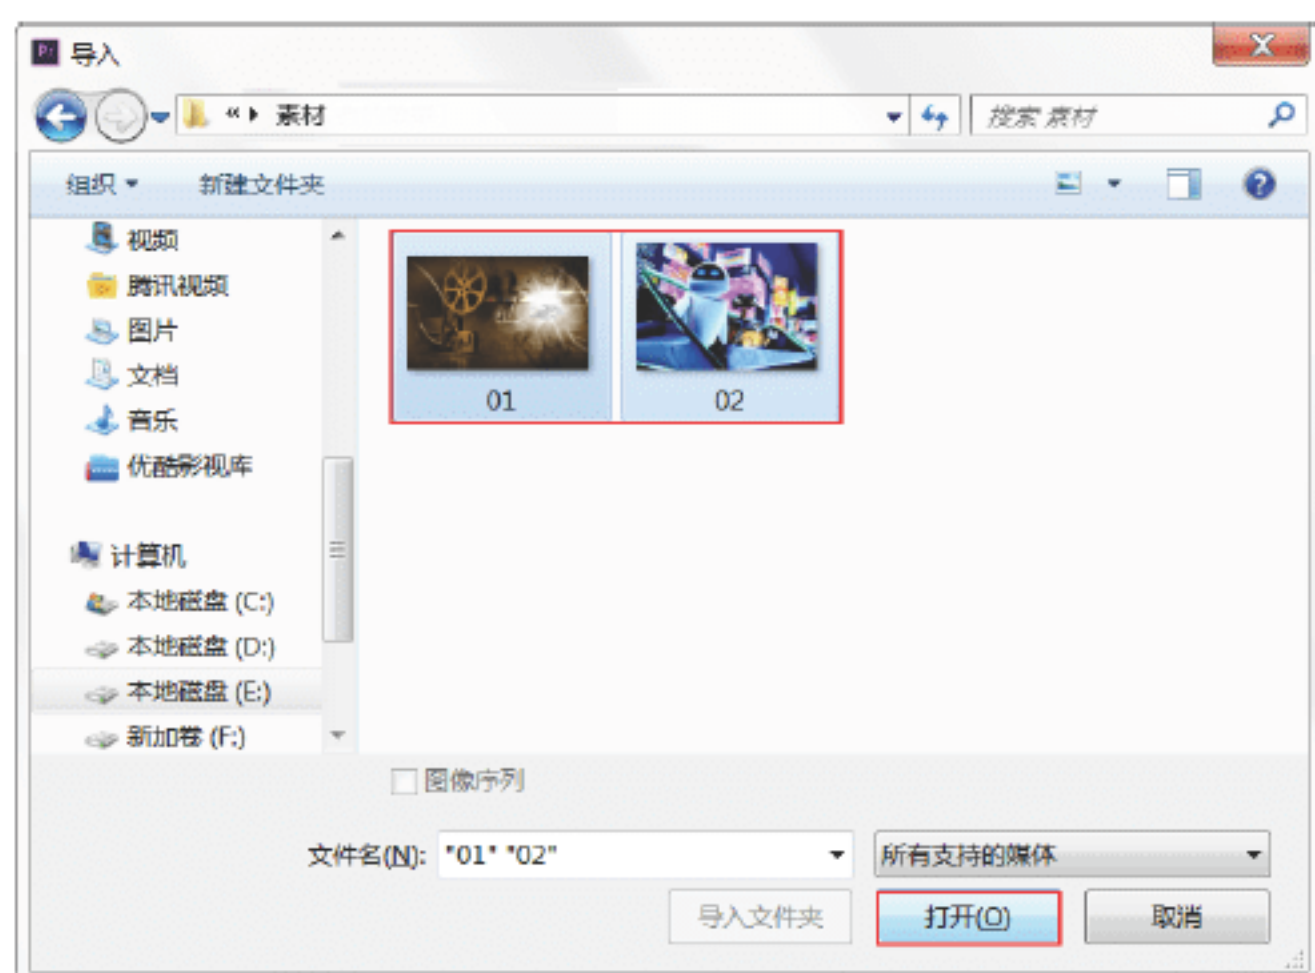 Pr 导入
« 素材
搜索 素材
组织 新建文件夹
视频
腾讯视频
图片
文档
音乐
优酷影视库
计算机
本地磁盘 (C:)
本地磁盘 (D:)
本地磁盘 (E:)
新加卷 (F:)
01 02
图像序列
文件名(N): "01" "02" 所有支持的媒体
导入文件夹 打开(O) 取消